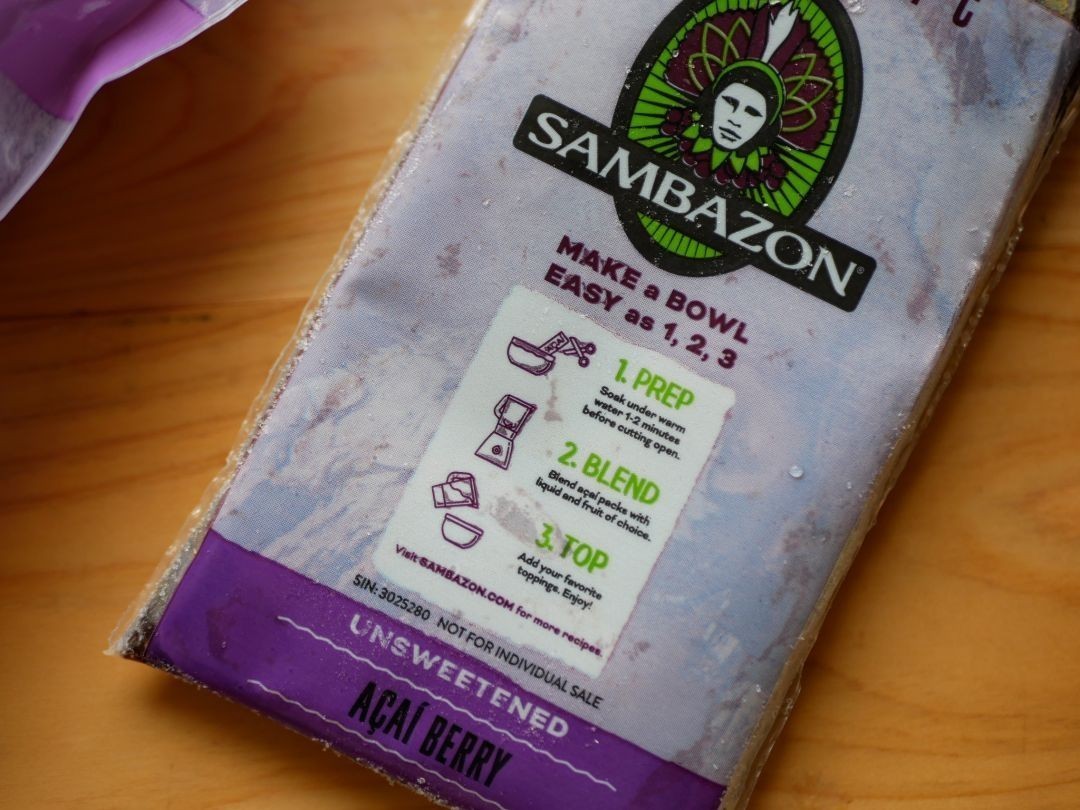 SAMBAZON®
MAKE a BOWL
EASY as 1, 2, 3
1. PREP
Soak under warm
water 1-2 minutes
before cutting open.
2. BLEND
Blend açaí packs with
liquid and fruit of choice.
3. TOP
Add your favorite
toppings. Enjoy!
Visit SAMBAZON.COM for more recipes.
SIN: 3025280 NOT FOR INDIVIDUAL SALE
UNSWEETENED
AÇAÍ BERRY